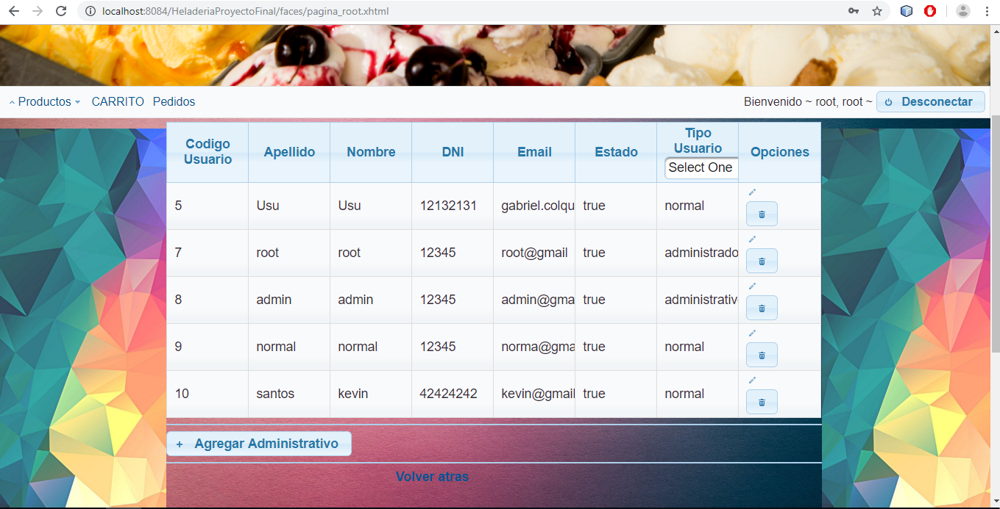 localhost:8084/HeladeriaProyectoFinal/faces/pagina_root.xhtml
Productos CARRITO Pedidos Bienvenido ~ root, root ~ Desconectar
Codigo Usuario Apellido Nombre DNI Email Estado Tipo Usuario Opciones
Select One
5 Usu Usu 12132131 gabriel.colqu true normal
7 root root 12345 root@gmail true administrado
8 admin admin 12345 admin@gma true administrativ
9 normal normal 12345 norma@gma true normal
10 santos kevin 42424242 kevin@gmail true normal
+ Agregar Administrativo
Volver atras